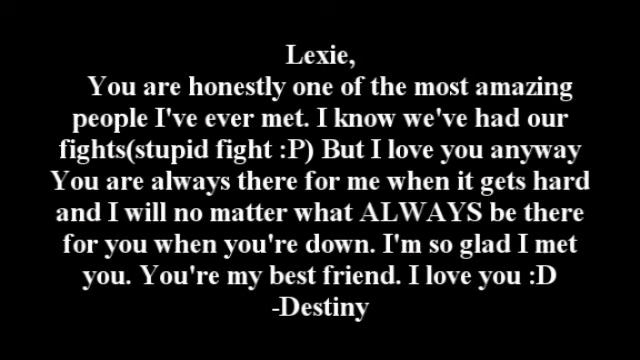 Lexie,
You are honestly one of the most amazing
people I've ever met. I know we've had our
fights(stupid fight :P) But I love you anyway
You are always there for me when it gets hard
and I will no matter what ALWAYS be there
for you when you're down. I'm so glad I met
you. You're my best friend. I love you :D
-Destiny